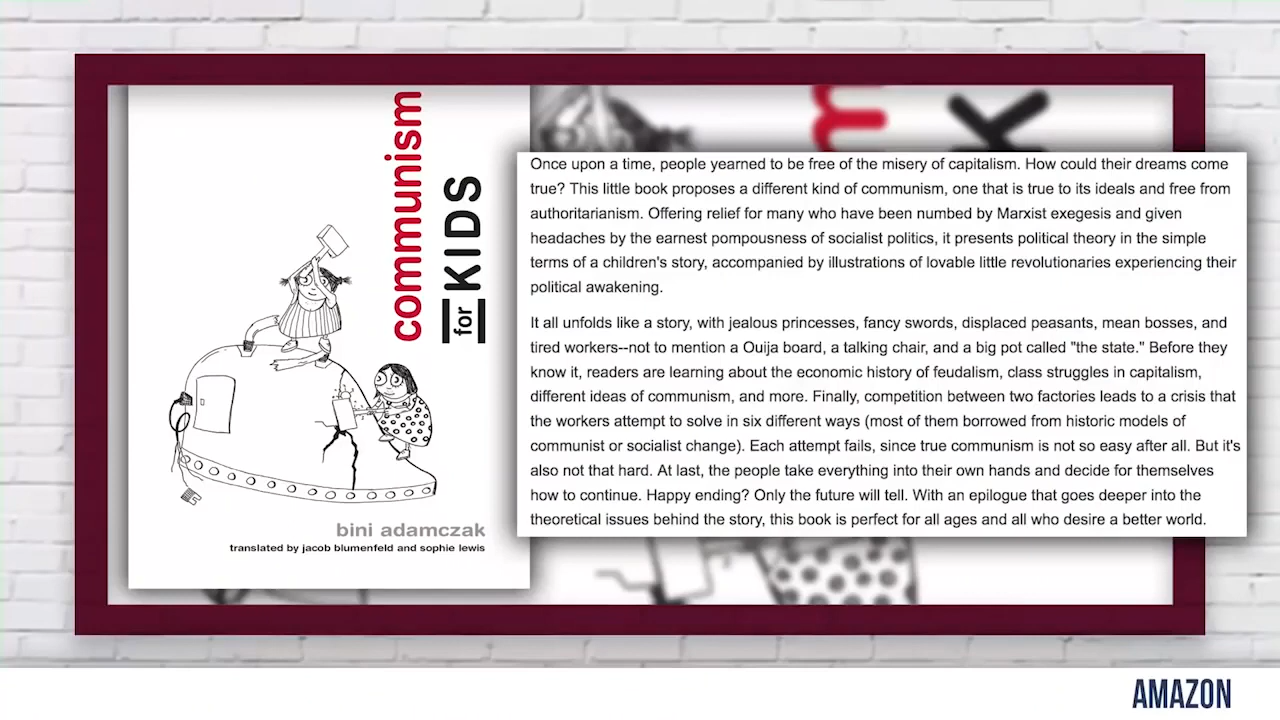 communism
for KIDS
bini adamczak
translated by jacob blumenfeld and sophie lewis
m
K
Once upon a time, people yearned to be free of the misery of capitalism. How could their dreams come
true? This little book proposes a different kind of communism, one that is true to its ideals and free from
authoritarianism. Offering relief for many who have been numbed by Marxist exegesis and given
headaches by the earnest pompousness of socialist politics, it presents political theory in the simple
terms of a children's story, accompanied by illustrations of lovable little revolutionaries experiencing their
political awakening.
It all unfolds like a story, with jealous princesses, fancy swords, displaced peasants, mean bosses, and
tired workers--not to mention a Ouija board, a talking chair, and a big pot called "the state." Before they
know it, readers are learning about the economic history of feudalism, class struggles in capitalism,
different ideas of communism, and more. Finally, competition between two factories leads to a crisis that
the workers attempt to solve in six different ways (most of them borrowed from historic models of
communist or socialist change). Each attempt fails, since true communism is not so easy after all. But it's
also not that hard. At last, the people take everything into their own hands and decide for themselves
how to continue. Happy ending? Only the future will tell. With an epilogue that goes deeper into the
theoretical issues behind the story, this book is perfect for all ages and all who desire a better world.
AMAZON